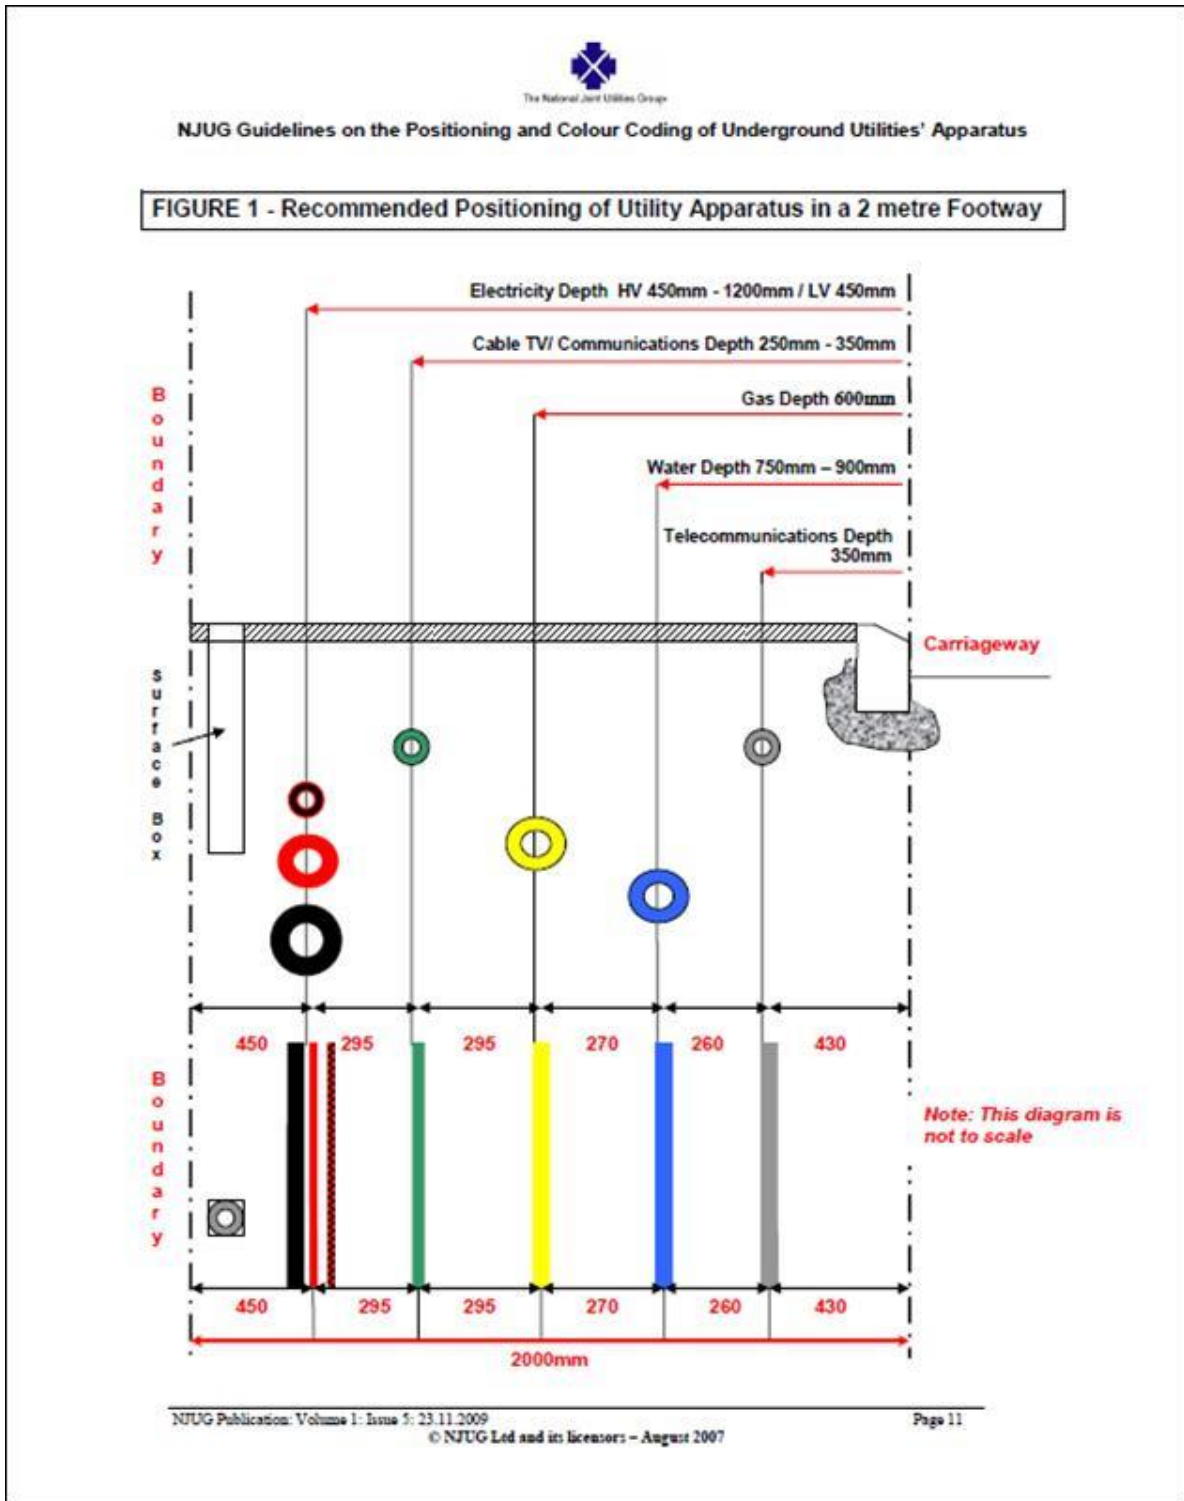 The National Joint Utilities Group
NJUG Guidelines on the Positioning and Colour Coding of Underground Utilities' Apparatus
FIGURE 1 - Recommended Positioning of Utility Apparatus in a 2 metre Footway
Electricity Depth HV 450mm - 1200mm / LV 450mm
Cable TV/ Communications Depth 250mm - 350mm
Boundary
Gas Depth 600mm
Water Depth 750mm – 900mm
Telecommunications Depth
350mm
Carriageway
surface Box
450 295 295 270 260 430
Boundary
Note: This diagram is
not to scale
450 295 295 270 260 430
2000mm
NJUG Publication: Volume 1: Issue 5: 23.11.2009 Page 11
© NJUG Ltd and its licensors – August 2007